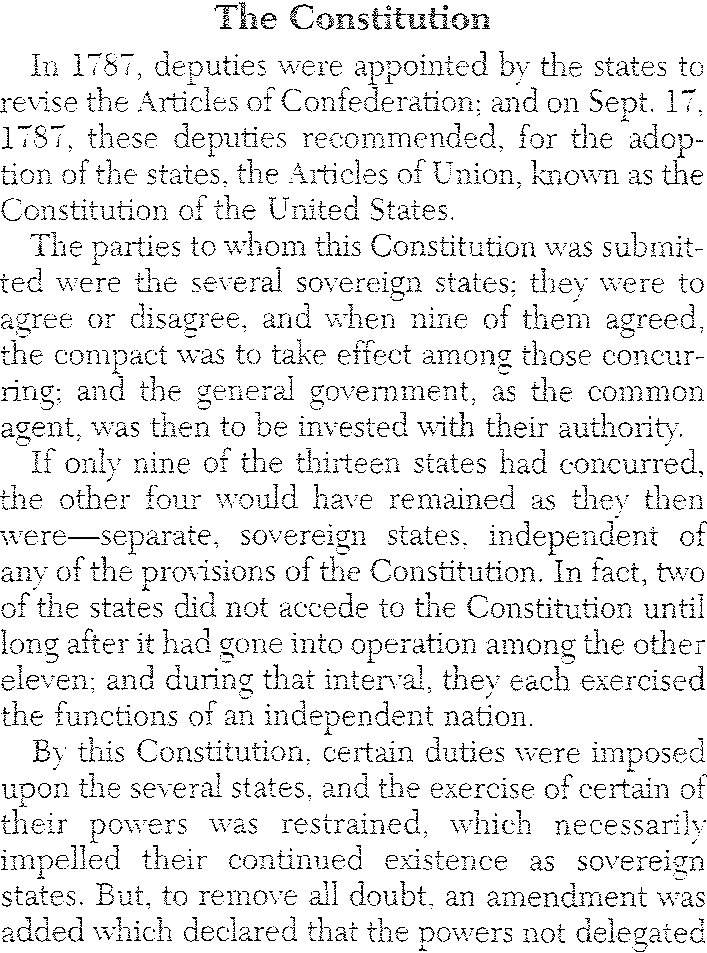 The Constitution
In 1787, deputies were appointed by the states to
revise the Articles of Confederation; and on Sept. 17,
1787, these deputies recommended, for the adop-
tion of the states, the Articles of Union, known as the
Constitution of the United States.
The parties to whom this Constitution was submit-
ted were the several sovereign states; they were to
agree or disagree, and when nine of them agreed,
the compact was to take effect among those concur-
ring; and the general government, as the common
agent, was then to be invested with their authority.
If only nine of the thirteen states had concurred,
the other four would have remained as they then
were—separate, sovereign states, independent of
any of the provisions of the Constitution. In fact, two
of the states did not accede to the Constitution until
long after it had gone into operation among the other
eleven; and during that interval, they each exercised
the functions of an independent nation.
By this Constitution, certain duties were imposed
upon the several states, and the exercise of certain of
their powers was restrained, which necessarily
impelled their continued existence as sovereign
states. But, to remove all doubt, an amendment was
added which declared that the powers not delegated